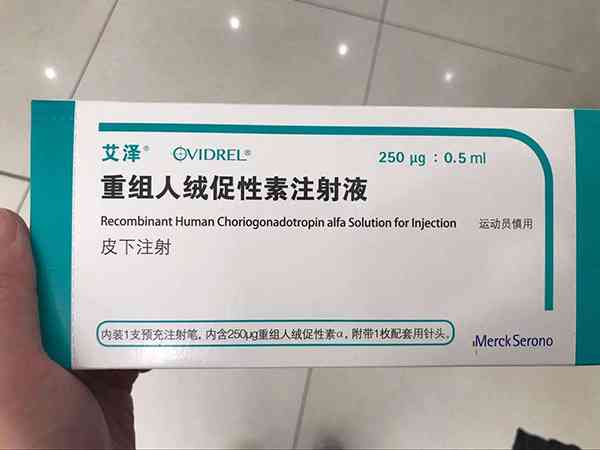 艾泽® OVIDREL® 250 μg : 0.5 ml
重组人绒促性素注射液
Recombinant Human Choriogonadotropin alfa Solution for Injection 运动员慎用
皮下注射
内装1支预充注射笔，内含250μg重组人绒促性素α，附带1枚配套用针头。
Merck Serono